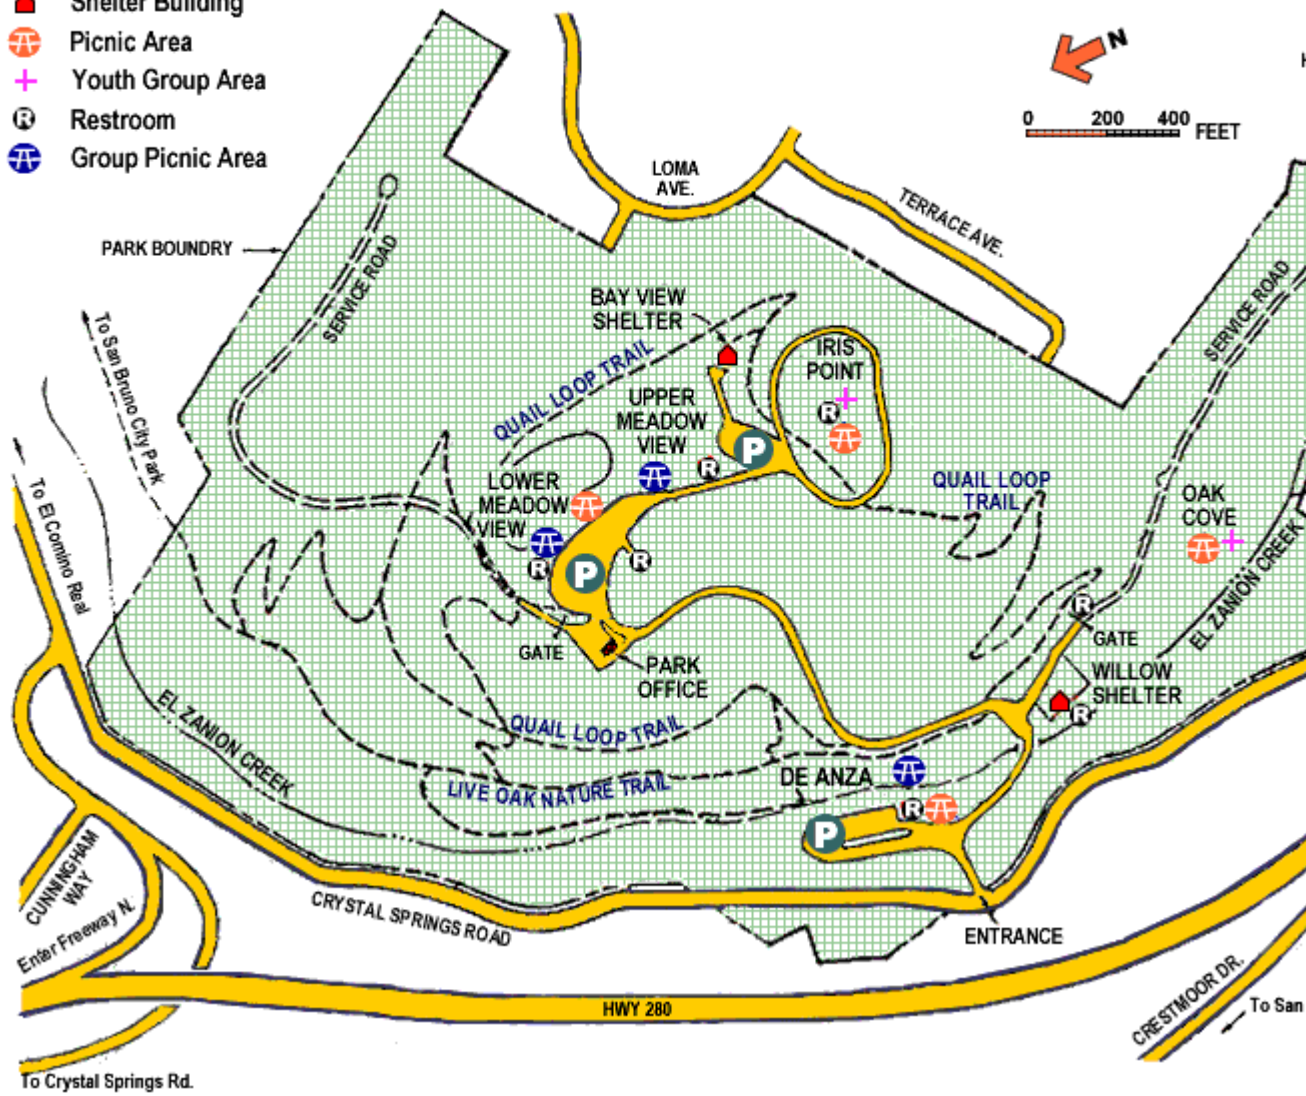 Shelter Building
Picnic Area
Youth Group Area
R Restroom
Group Picnic Area
N
0 200 400 FEET
LOMA
AVE.
TERRACE AVE.
PARK BOUNDRY
SERVICE ROAD
BAY VIEW
SHELTER
QUAIL LOOP TRAIL
IRIS
POINT
R
UPPER
MEADOW
VIEW
P
R
LOWER
MEADOW
VIEW
R
P
R
GATE
PARK
OFFICE
QUAIL LOOP
TRAIL
SERVICE ROAD
OAK
COVE
EL ZANION CREEK
R
GATE
WILLOW
SHELTER
R
To San Bruno City Park
To El Comino Real
EL ZANION CREEK
QUAIL LOOP TRAIL
LIVE OAK NATURE TRAIL
DE ANZA
R
P
CUNNINGHAM
WAY
Enter Freeway N.
CRYSTAL SPRINGS ROAD
ENTRANCE
HWY 280
CRESTMOOR DR.
To San
To Crystal Springs Rd.